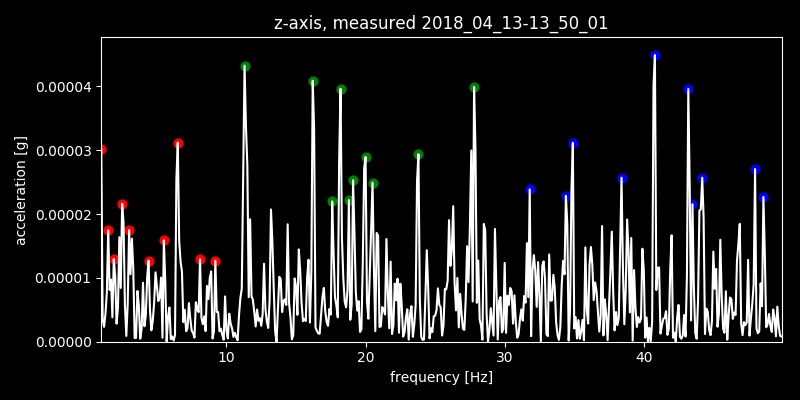 z-axis, measured 2018_04_13-13_50_01
0.00004
0.00003
0.00002
0.00001
0.00000
acceleration [g]
10 20 30 40
frequency [Hz]